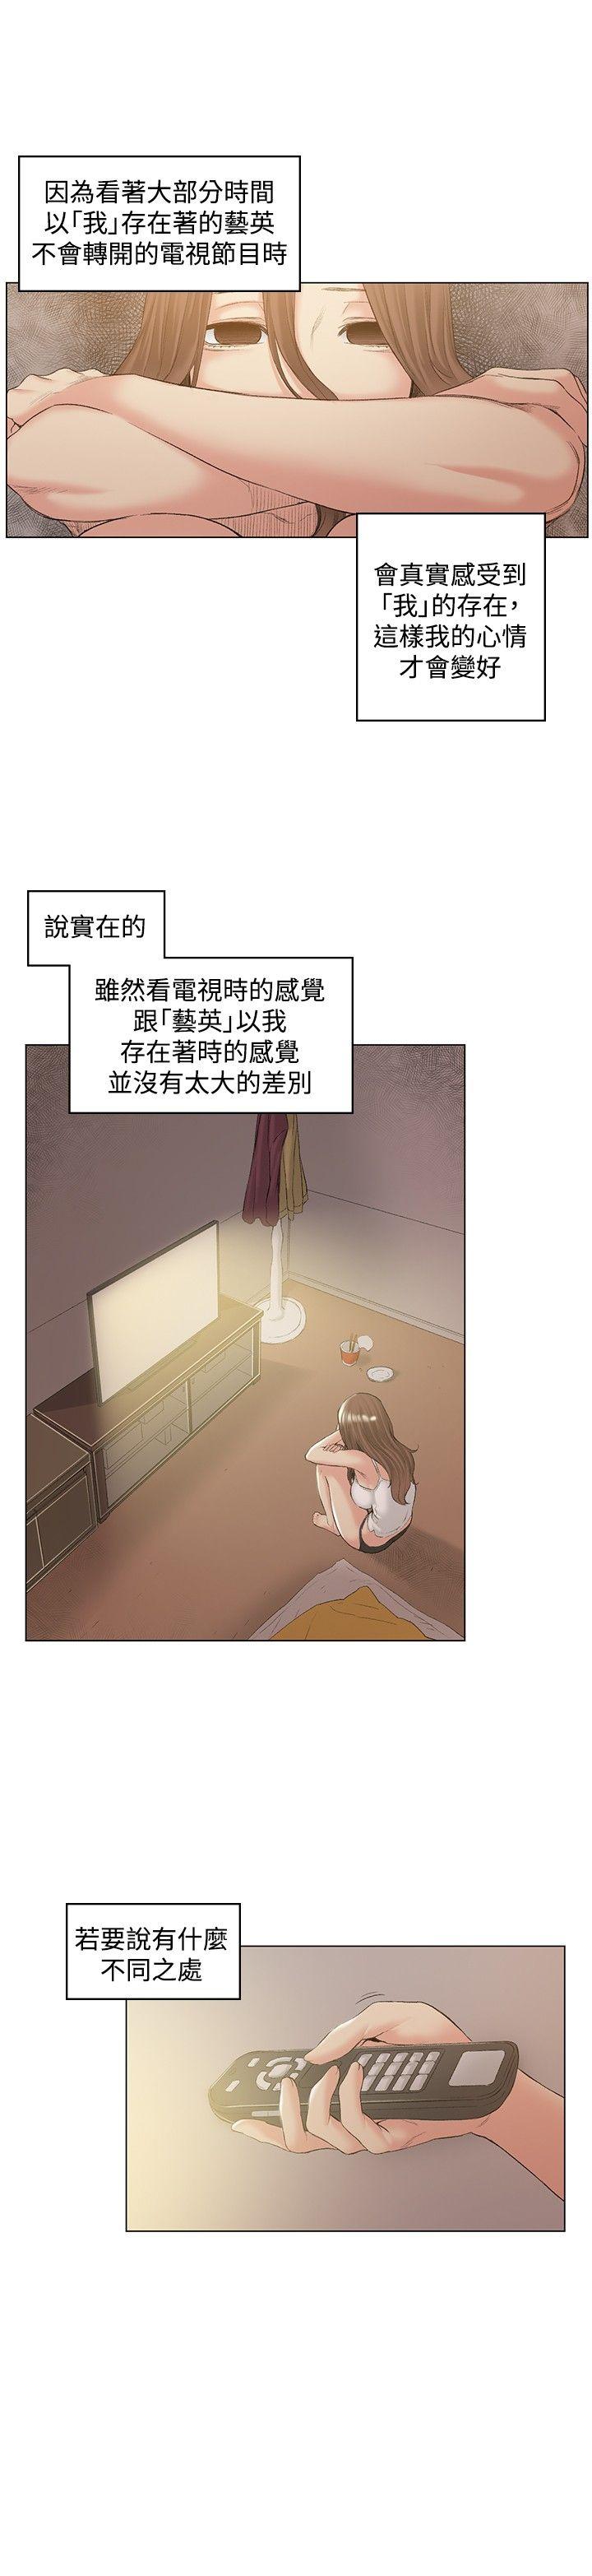 因為看著大部分時間
以「我」存在著的藝英
不會轉開的電視節目時
會真實感受到
「我」的存在，
這樣我的心情
才會變好
說實在的
雖然看電視時的感覺
跟「藝英」以我
存在著時的感覺
並沒有太大的差別
若要說有什麼
不同之處